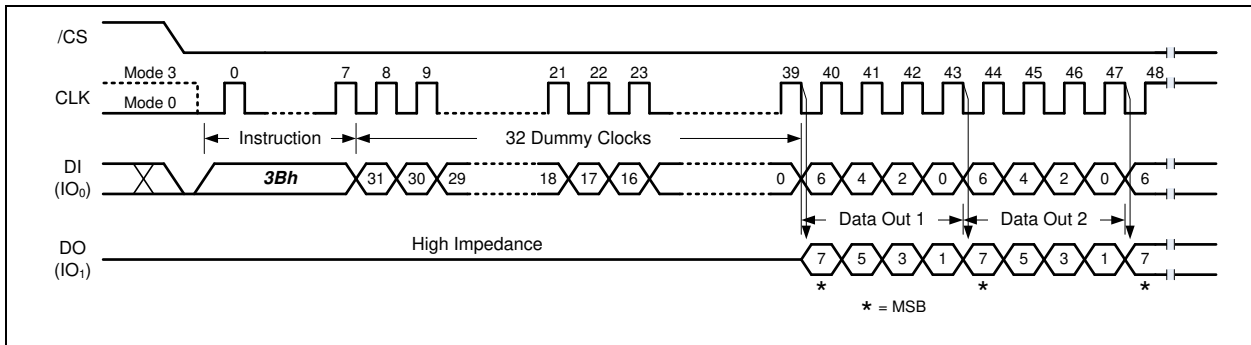 /CS
Mode 3 0 7 8 9 21 22 23 39 40 41 42 43 44 45 46 47 48
CLK
Mode 0
Instruction 32 Dummy Clocks
DI
(IO₀)
3Bh 31 30 29 18 17 16 0 6 4 2 0 6 4 2 0 6
Data Out 1 Data Out 2
DO
(IO₁)
High Impedance
7 5 3 1 7 5 3 1 7
* * *
* = MSB